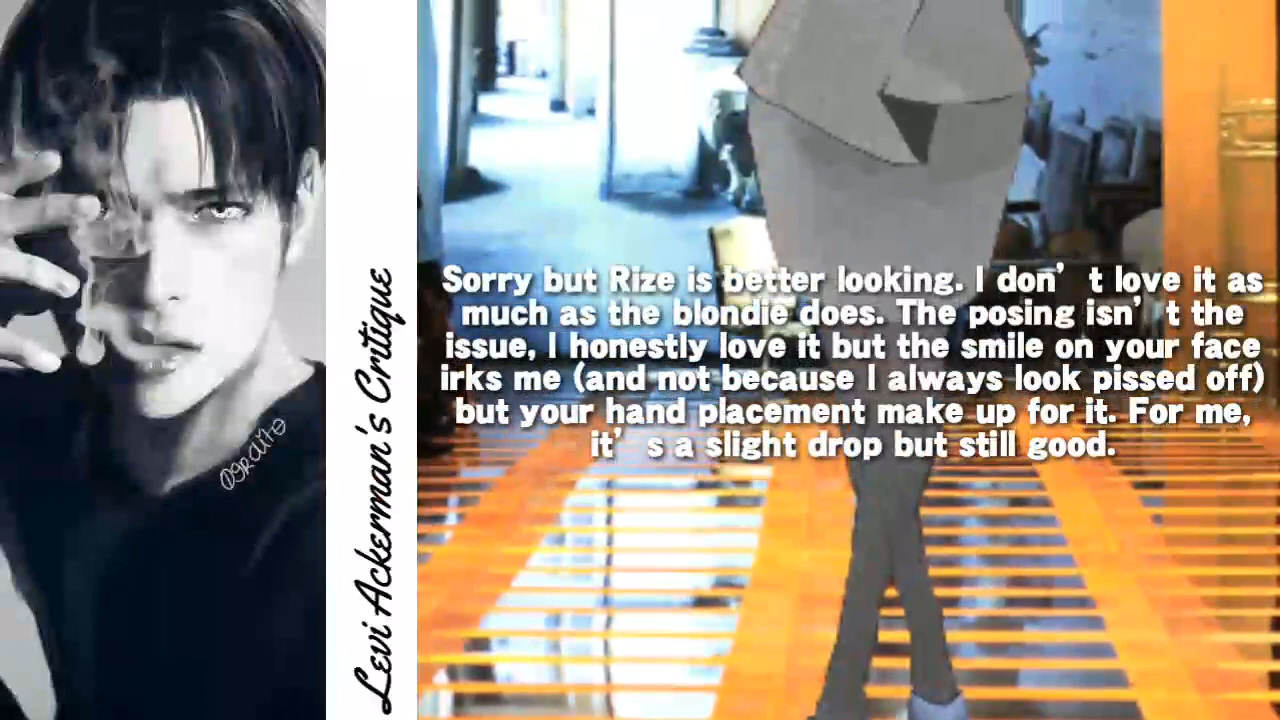 @gRaito
Levi Ackerman's Critique
Sorry but Rize is better looking. I don’t love it as
much as the blondie does. The posing isn’t the
issue, I honestly love it but the smile on your face
irks me (and not because I always look pissed off)
but your hand placement make up for it. For me,
it’s a slight drop but still good.